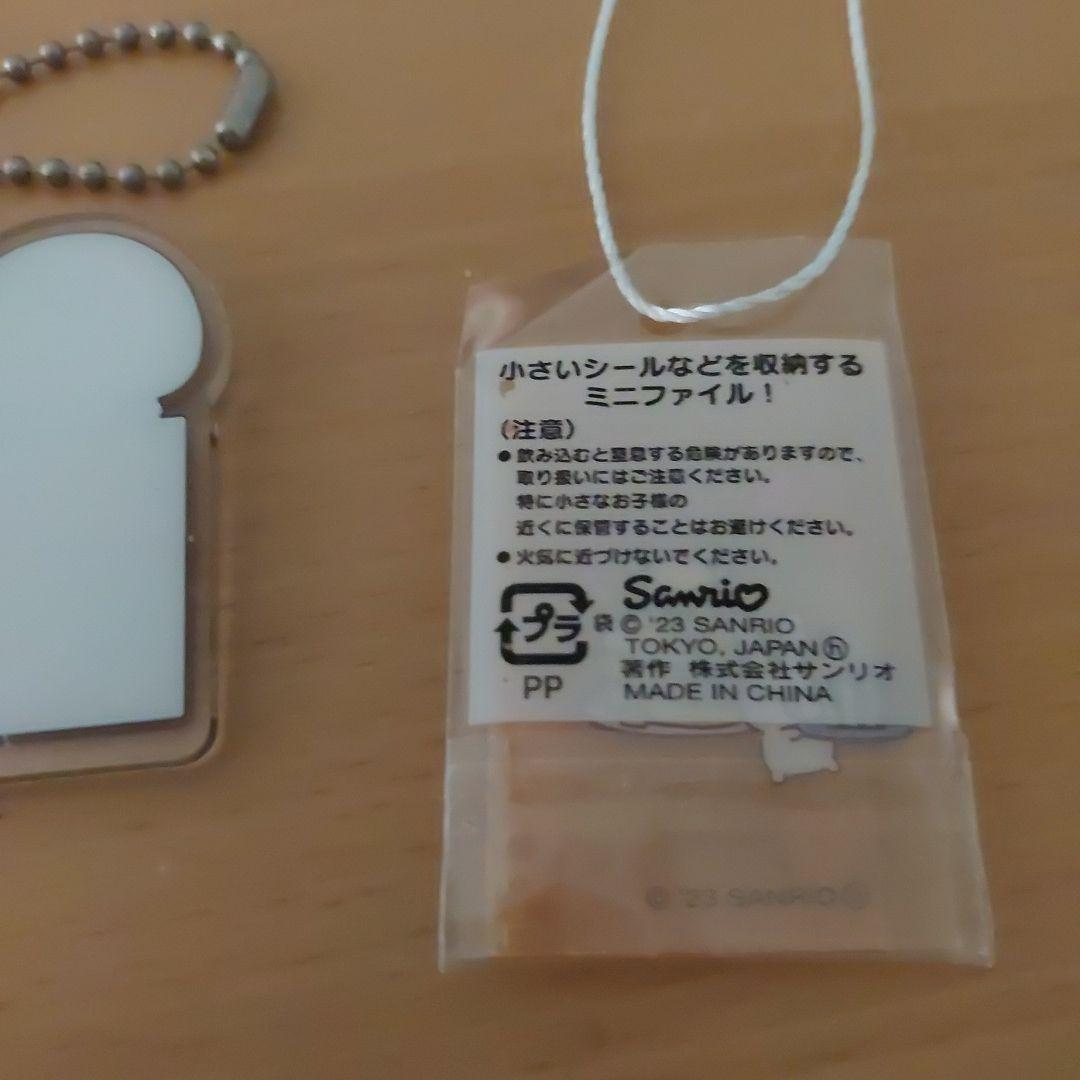 小さいシールなどを収納する
ミニファイル！
（注意）
●飲み込むと窒息する危険がありますので、
取り扱いにはご注意ください。
特に小さなお子様の
近くに保管することはお避けください。
●火気に近づけないでください。
プラ 袋
PP
Sanrio
© '23 SANRIO
TOKYO, JAPAN ⓗ
著作 株式会社サンリオ
MADE IN CHINA
© '23 SANRIO